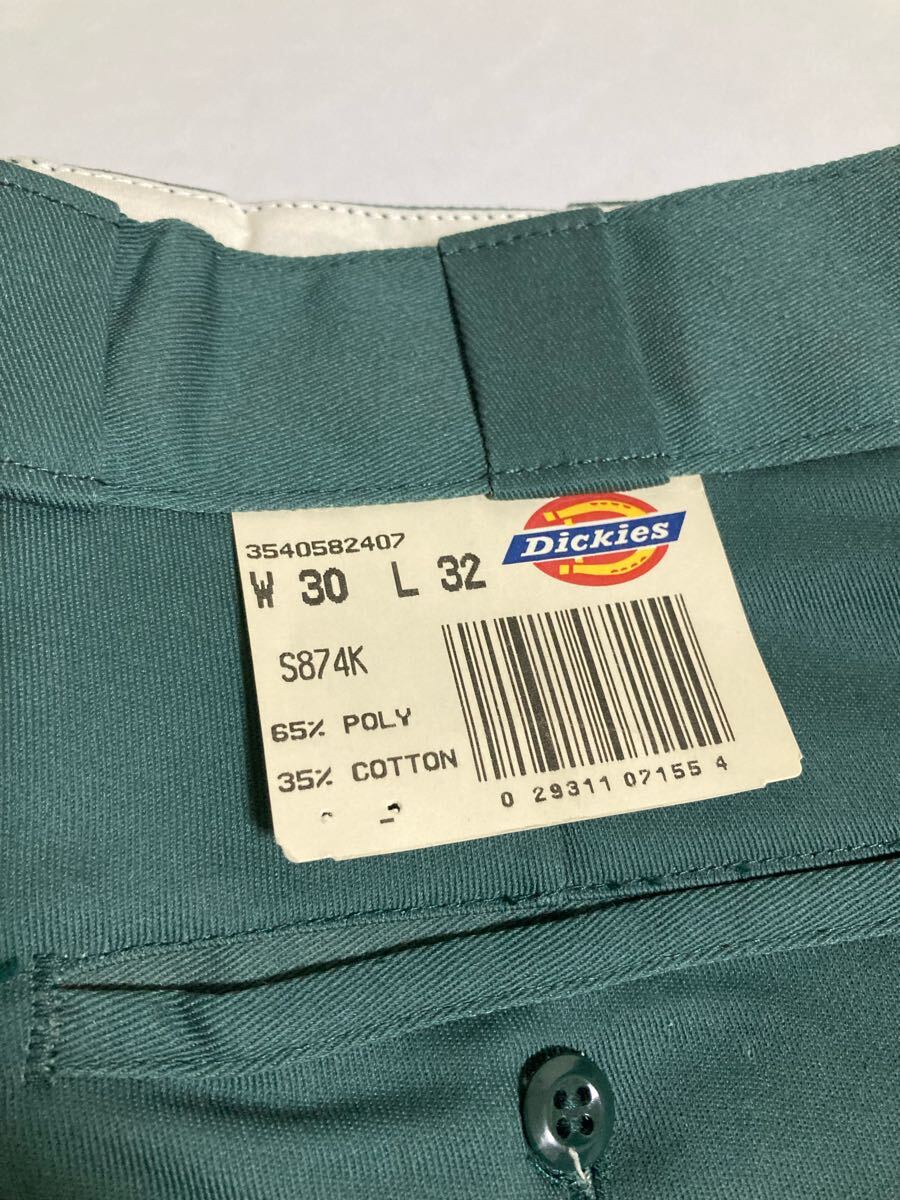 3540582407
W 30 L 32
Dickies
S874K
65% POLY
35% COTTON
0 29311 07155 4